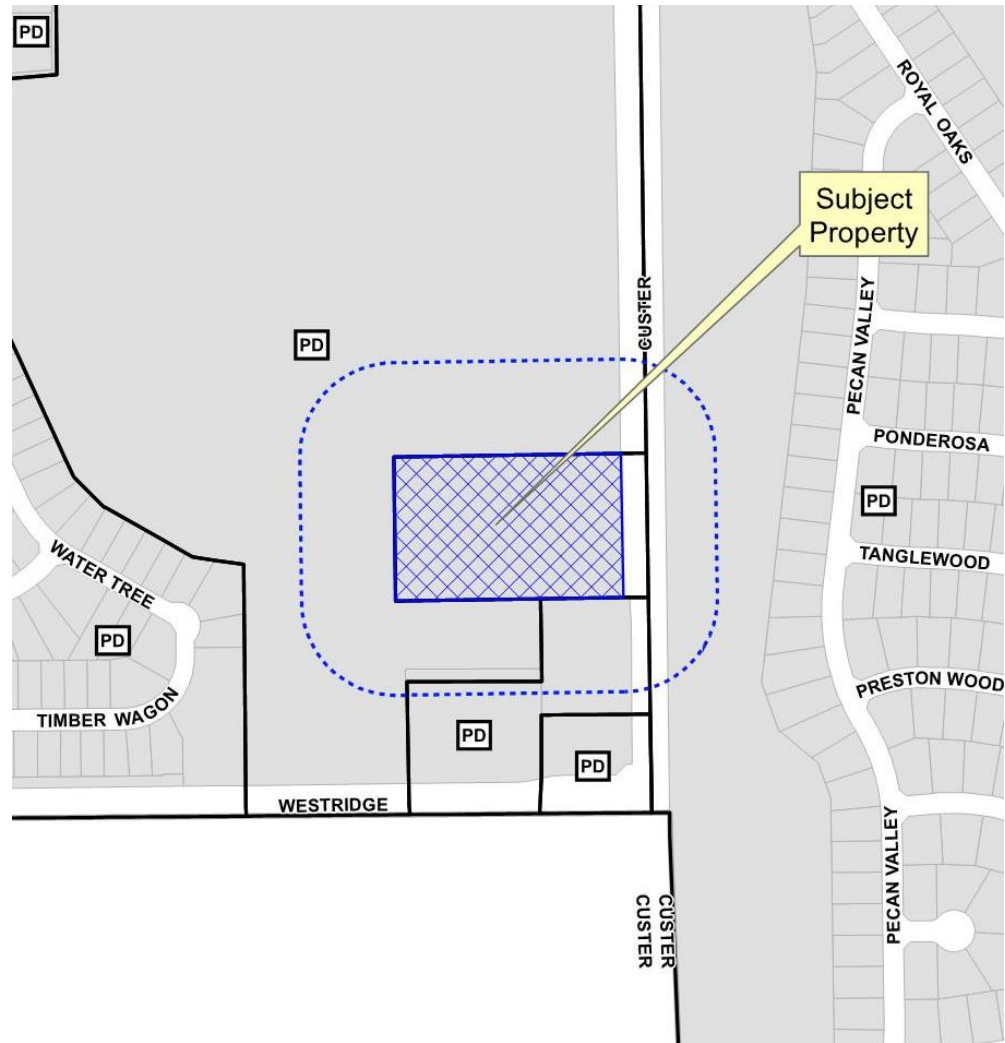 PD
ROYAL OAKS
Subject
Property
CUSTER
PECAN VALLEY
PD
PONDEROSA
PD
TANGLEWOOD
WATER TREE
PD
PRESTON WOOD
TIMBER WAGON
PD
PD
WESTRIDGE
PECAN VALLEY
CUSTER
CUSTER